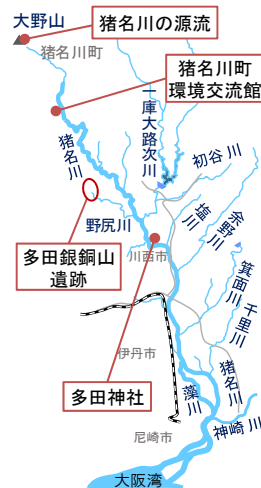 大野山
猪名川の源流
猪名川町
猪名川町
環境交流館
一庫大路次川
猪名川
初谷川
塩川
余野川
野尻川
川西市
箕面川
千里川
多田銀銅山
遺跡
伊丹市
多田神社
藻川
猪名川
神崎川
尼崎市
大阪湾